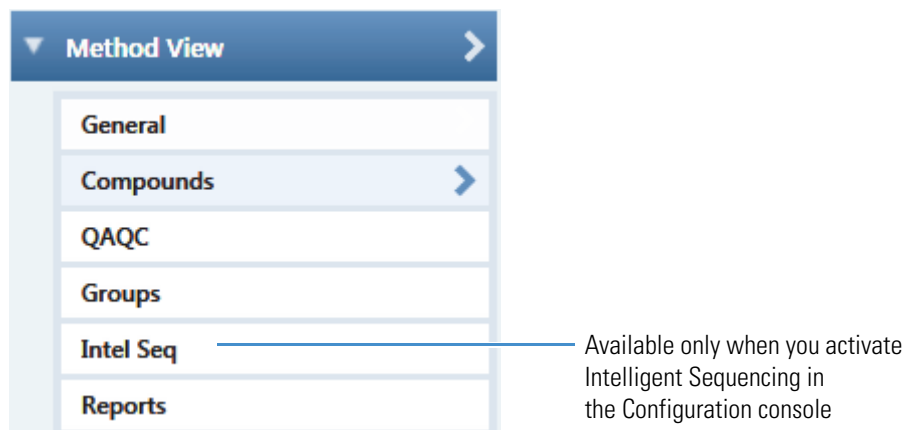 Method View
General
Compounds
QAQC
Groups
Intel Seq
Available only when you activate
Intelligent Sequencing in
the Configuration console
Reports